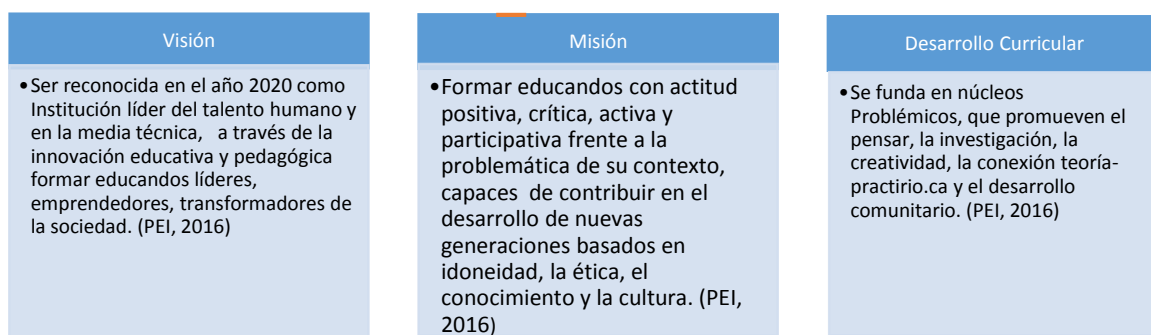 Visión
•Ser reconocida en el año 2020 como
Institución líder del talento humano y
en la media técnica, a través de la
innovación educativa y pedagógica
formar educandos líderes,
emprendedores, transformadores de
la sociedad. (PEI, 2016)
Misión
•Formar educandos con actitud
positiva, crítica, activa y
participativa frente a la
problemática de su contexto,
capaces de contribuir en el
desarrollo de nuevas
generaciones basados en
idoneidad, la ética, el
conocimiento y la cultura. (PEI,
2016)
Desarrollo Curricular
•Se funda en núcleos
Problémicos, que promueven el
pensar, la investigación, la
creatividad, la conexión teoría-
practirio.ca y el desarrollo
comunitario. (PEI, 2016)